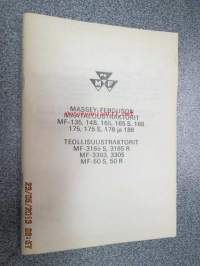 MASSEY-FERGUSON
MAATALOUSTRAKTORIT
MF-135, 148, 165, 165 S, 168
175, 175 S, 178 ja 188
TEOLLISUUSTRAKTORIT
MF-3165 S, 3165 R
MF-3303, 3305
MF-50 S, 50 R